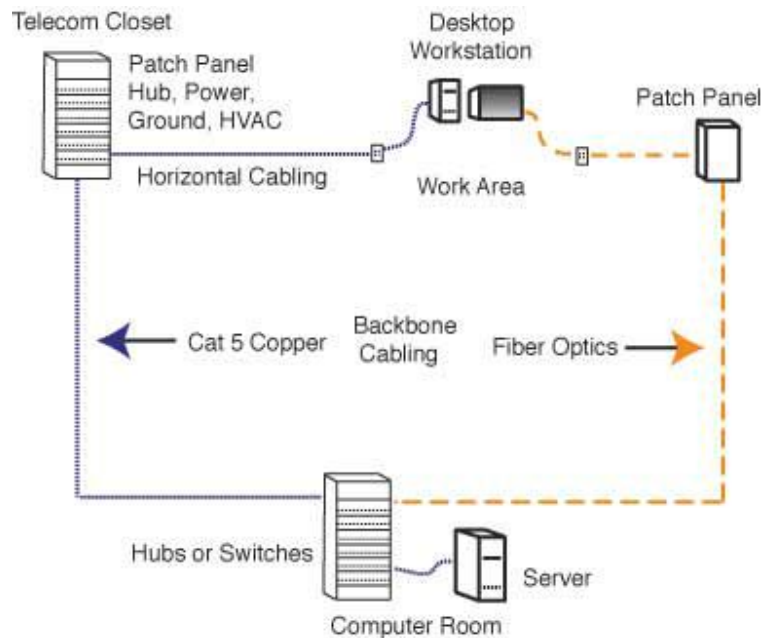 Telecom Closet
Patch Panel
Hub, Power,
Ground, HVAC
Desktop
Workstation
Patch Panel
Horizontal Cabling
Work Area
Cat 5 Copper
Backbone
Cabling
Fiber Optics
Hubs or Switches
Server
Computer Room